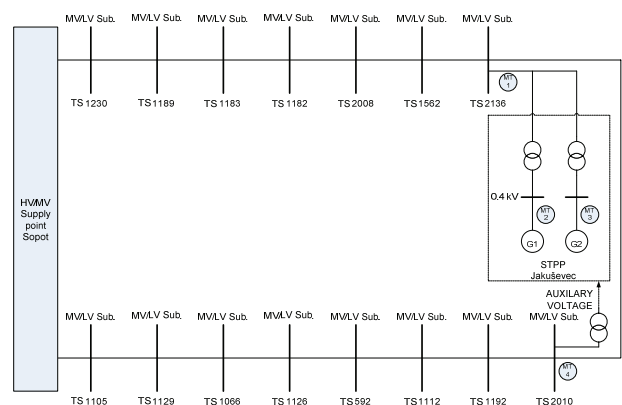 MV/LV Sub. MV/LV Sub. MV/LV Sub. MV/LV Sub. MV/LV Sub. MV/LV Sub. MV/LV Sub.
MT
1
TS 1230 TS 1189 TS 1183 TS 1182 TS 2008 TS 1562 TS 2136
HV/MV
Supply
point
Sopot
0.4 kV
MT
2
MT
3
G1 G2
STPP
Jakuševec
AUXILARY
VOLTAGE
MV/LV Sub. MV/LV Sub. MV/LV Sub. MV/LV Sub. MV/LV Sub. MV/LV Sub. MV/LV Sub. MV/LV Sub.
MT
4
TS 1105 TS 1129 TS 1066 TS 1126 TS 592 TS 1112 TS 1192 TS 2010